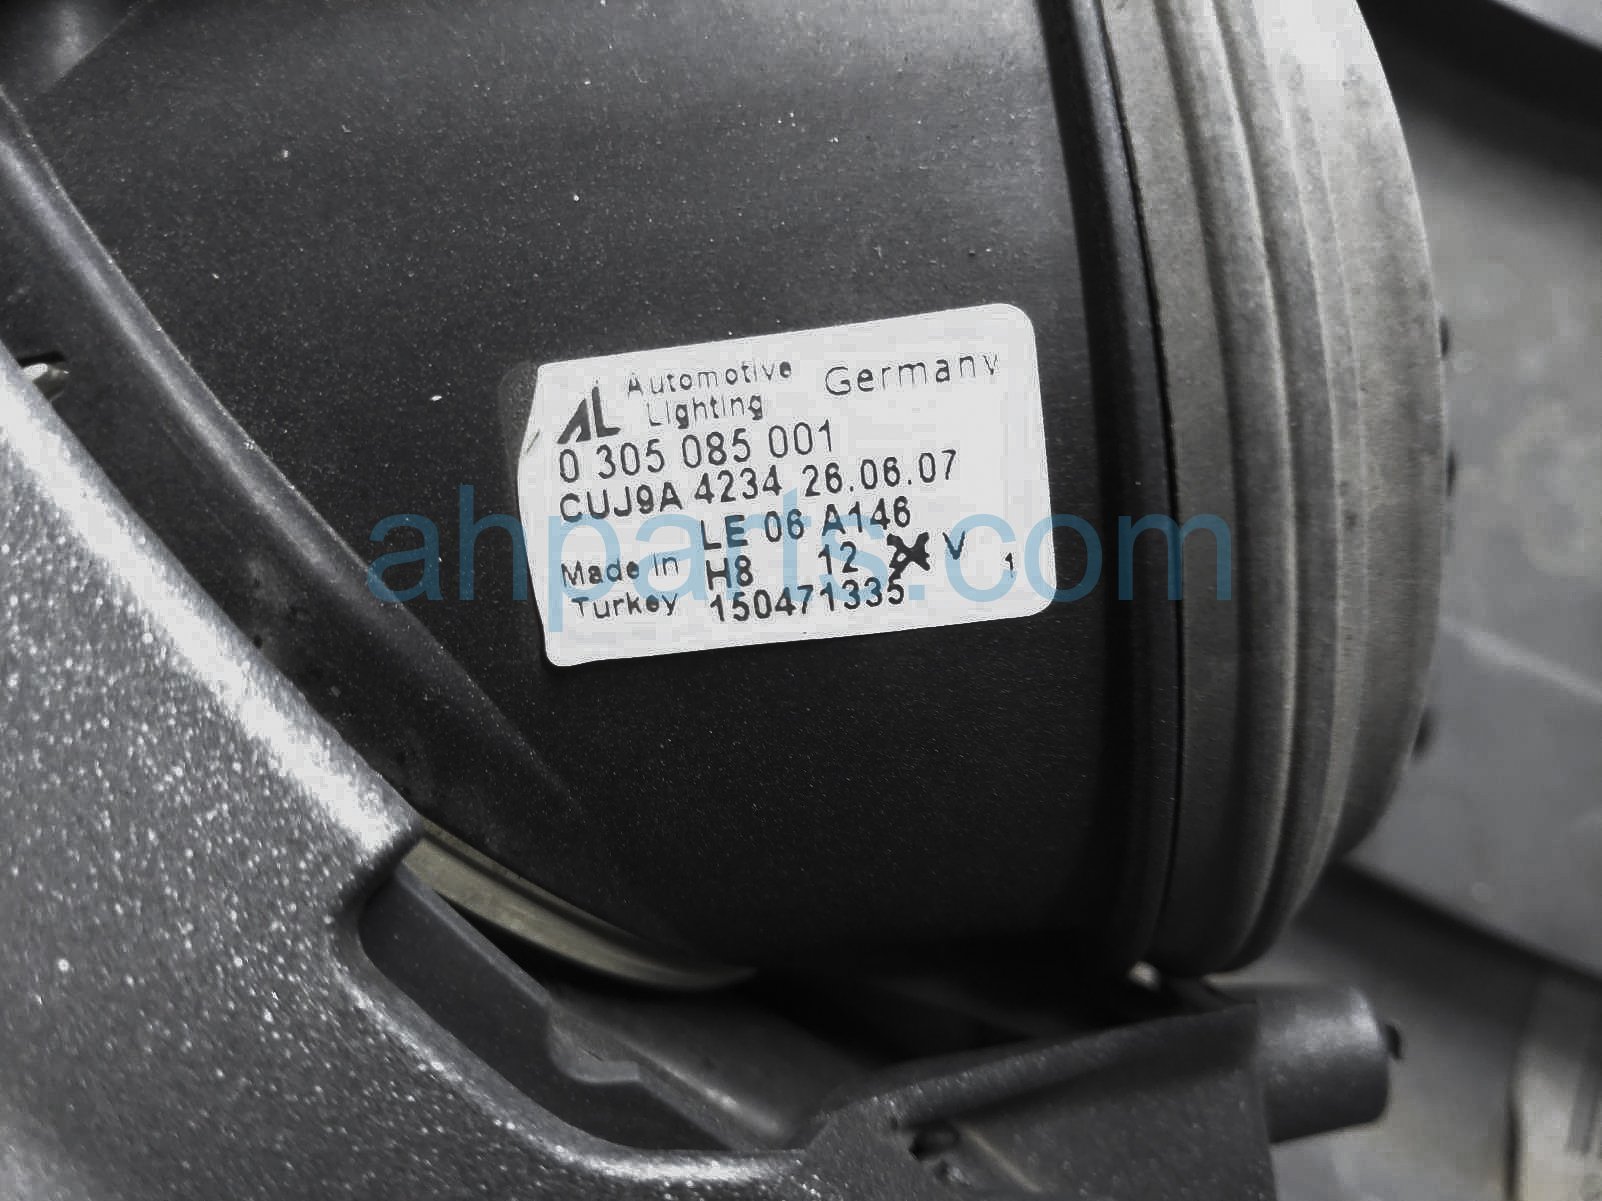 AL Automotive Lighting Germany
0 305 085 001
CUJ9A 4234 26.06.07
LE 06 A146
Made in H8 12 V 1
Turkey 150471335
ahparts.com